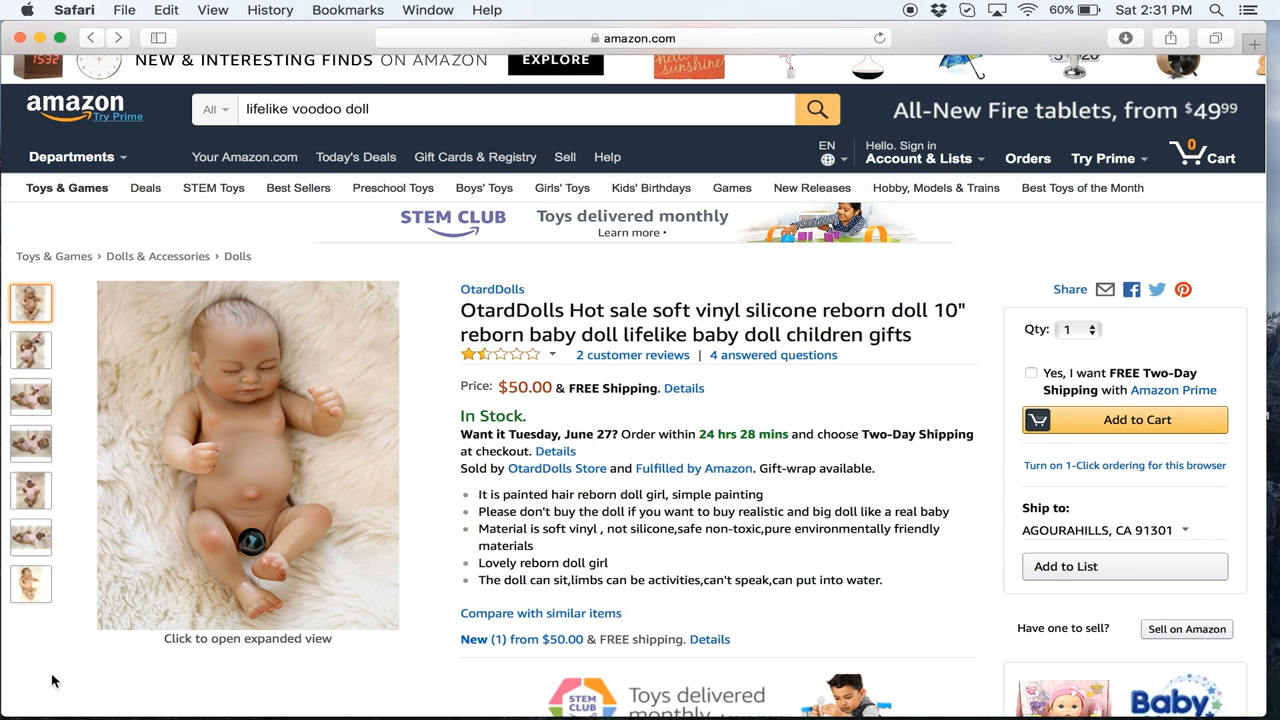 Safari File Edit View History Bookmarks Window Help 60% Sat 2:31 PM
amazon.com
15:32 NEW & INTERESTING FINDS ON AMAZON EXPLORE hello sunshine
amazon Try Prime All lifelike voodoo doll All-New Fire tablets, from $49⁹⁹
Departments Your Amazon.com Today's Deals Gift Cards & Registry Sell Help EN Hello. Sign in Account & Lists Orders Try Prime 0 Cart
Toys & Games Deals STEM Toys Best Sellers Preschool Toys Boys' Toys Girls' Toys Kids' Birthdays Games New Releases Hobby, Models & Trains Best Toys of the Month
STEM CLUB Toys delivered monthly
Learn more ▸
Toys & Games › Dolls & Accessories › Dolls
OtardDolls
OtardDolls Hot sale soft vinyl silicone reborn doll 10"
reborn baby doll lifelike baby doll children gifts
2 customer reviews | 4 answered questions
Price: $50.00 & FREE Shipping. Details
In Stock.
Want it Tuesday, June 27? Order within 24 hrs 28 mins and choose Two-Day Shipping
at checkout. Details
Sold by OtardDolls Store and Fulfilled by Amazon. Gift-wrap available.
• It is painted hair reborn doll girl, simple painting
• Please don't buy the doll if you want to buy realistic and big doll like a real baby
• Material is soft vinyl , not silicone,safe non-toxic,pure environmentally friendly
materials
• Lovely reborn doll girl
• The doll can sit,limbs can be activities,can't speak,can put into water.
Compare with similar items
New (1) from $50.00 & FREE shipping. Details
Click to open expanded view
Share
Qty: 1
Yes, I want FREE Two-Day
Shipping with Amazon Prime
Add to Cart
Turn on 1-Click ordering for this browser
Ship to:
AGOURAHILLS, CA 91301
Add to List
Have one to sell? Sell on Amazon
STEM CLUB Toys delivered
monthly
Baby